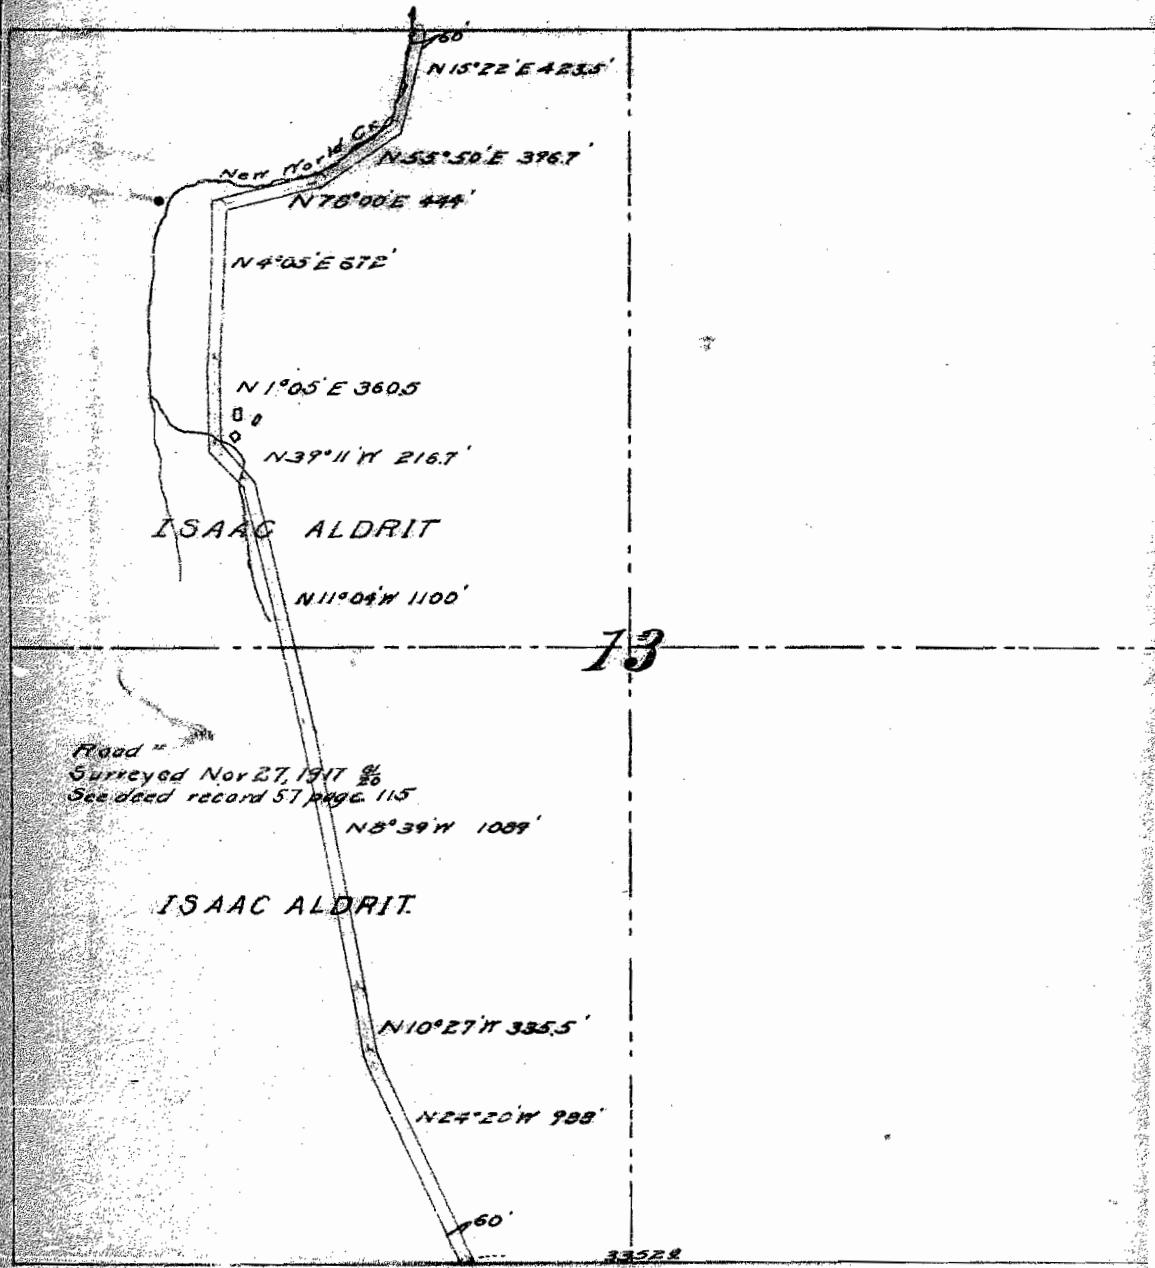 60'
N 15°22' E 423.5'
New World Cr.
N 55°50' E 396.7'
N 76°00' E 444'
N 4°05' E 672'
N 1°05' E 360.5
N 39°11' W 216.7'
ISAAC ALDRIT
N 11°04' W 1100'
13
Road
Surveyed Nov 27, 1917
See deed record 57 page 115
N 8°39' W 1089'
ISAAC ALDRIT.
N 10°27' W 335.5'
N 24°20' W 988'
60'